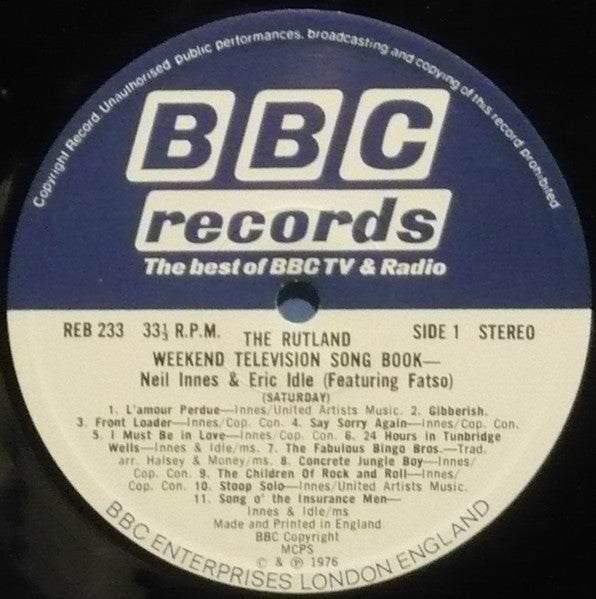 Copyright Record. Unauthorised public performances, broadcasting and copying of this record prohibited
BBC
records
The best of BBC TV & Radio
REB 233 33⅓ R.P.M. SIDE 1 STEREO
THE RUTLAND
WEEKEND TELEVISION SONG BOOK—
Neil Innes & Eric Idle (Featuring Fatso)
(SATURDAY)
1. L'amour Perdue—Innes/United Artists Music. 2. Gibberish.
3. Front Loader—Innes/Cop. Con. 4. Say Sorry Again—Innes/Cop. Con.
5. I Must Be in Love—Innes/Cop. Con. 6. 24 Hours in Tunbridge
Wells—Innes & Idle/ms. 7. The Fabulous Bingo Bros.—Trad.
arr. Halsey & Money/ms. 8. Concrete Jungle Boy—Innes/
Cop. Con. 9. The Children Of Rock and Roll—Innes/
Cop. Con. 10. Stoop Solo—Innes/United Artists Music.
11. Song o' the Insurance Men—
Innes & Idle/ms
Made and Printed in England
BBC Copyright
MCPS
© & ℗ 1976
BBC ENTERPRISES LONDON ENGLAND